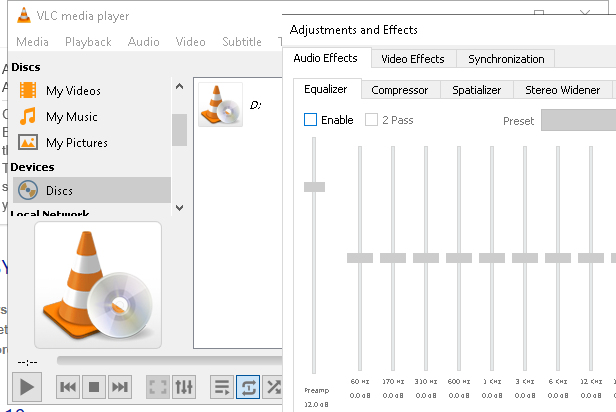 VLC media player
Media Playback Audio Video Subtitle
Discs
My Videos
My Music
My Pictures
Devices
Discs
Local Network
D:
--:--
Adjustments and Effects
Audio Effects Video Effects Synchronization
Equalizer Compressor Spatializer Stereo Widener
Enable 2 Pass Preset
60 Hz 170 Hz 310 Hz 600 Hz 1 KHz 3 KHz 6 KHz 12 KHz
Preamp 0.0 dB 0.0 dB 0.0 dB 0.0 dB 0.0 dB 0.0 dB 0.0 dB 0.0 dB
12.0 dB